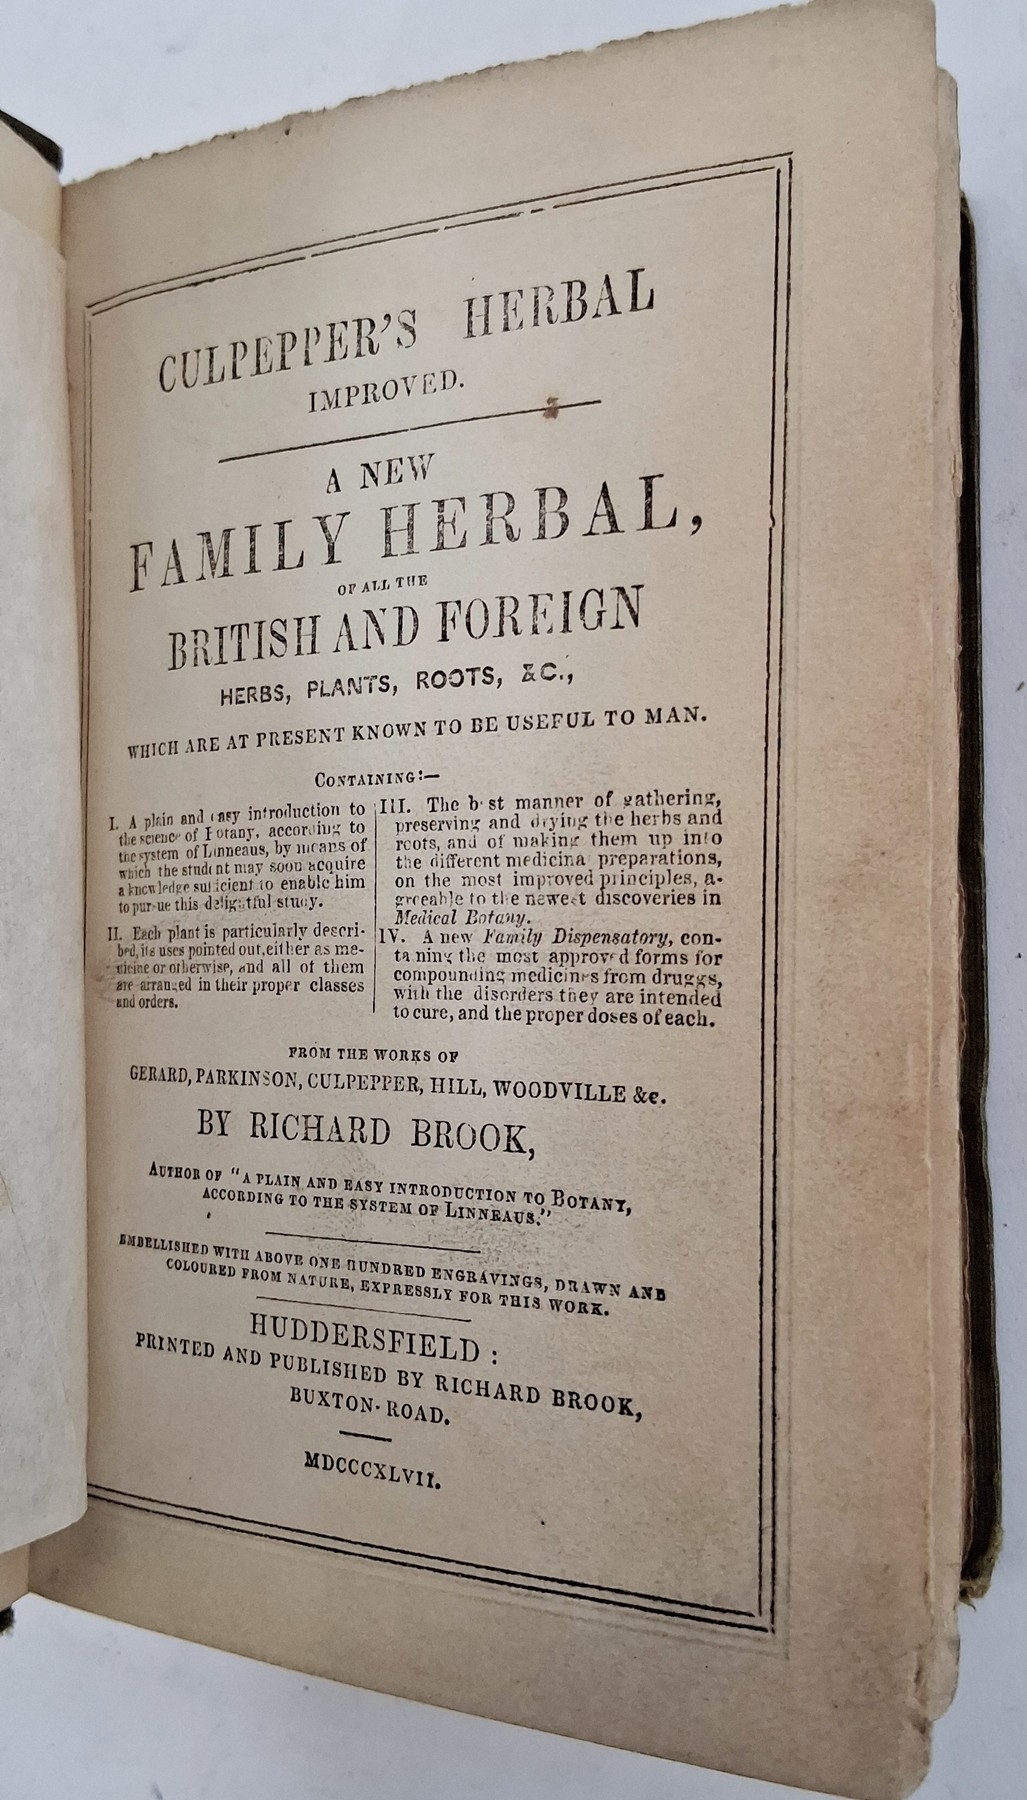 CULPEPPER'S HERBAL
IMPROVED.
A NEW
FAMILY HERBAL,
OF ALL THE
BRITISH AND FOREIGN
HERBS, PLANTS, ROOTS, &C.,
WHICH ARE AT PRESENT KNOWN TO BE USEFUL TO MAN.
CONTAINING:—
I. A plain and easy introduction to
the science of Botany, according to
the system of Linneaus, by means of
which the student may soon acquire
a knowledge sufficient to enable him
to pursue this delightful study.
II. Each plant is particularly descri-
bed, its uses pointed out, either as me-
dicine or otherwise, and all of them
are arranged in their proper classes
and orders.
III. The best manner of gathering,
preserving and drying the herbs and
roots, and of making them up into
the different medicinal preparations,
on the most improved principles, a-
greeable to the newest discoveries in
Medical Botany.
IV. A new Family Dispensatory, con-
taining the most approved forms for
compounding medicines from druggs,
with the disorders they are intended
to cure, and the proper doses of each.
FROM THE WORKS OF
GERARD, PARKINSON, CULPEPPER, HILL, WOODVILLE &c.
BY RICHARD BROOK,
AUTHOR OF "A PLAIN AND EASY INTRODUCTION TO BOTANY,
ACCORDING TO THE SYSTEM OF LINNEAUS."
EMBELLISHED WITH ABOVE ONE HUNDRED ENGRAVINGS, DRAWN AND
COLOURED FROM NATURE, EXPRESSLY FOR THIS WORK.
HUDDERSFIELD:
PRINTED AND PUBLISHED BY RICHARD BROOK,
BUXTON-ROAD.
MDCCCXLVII.